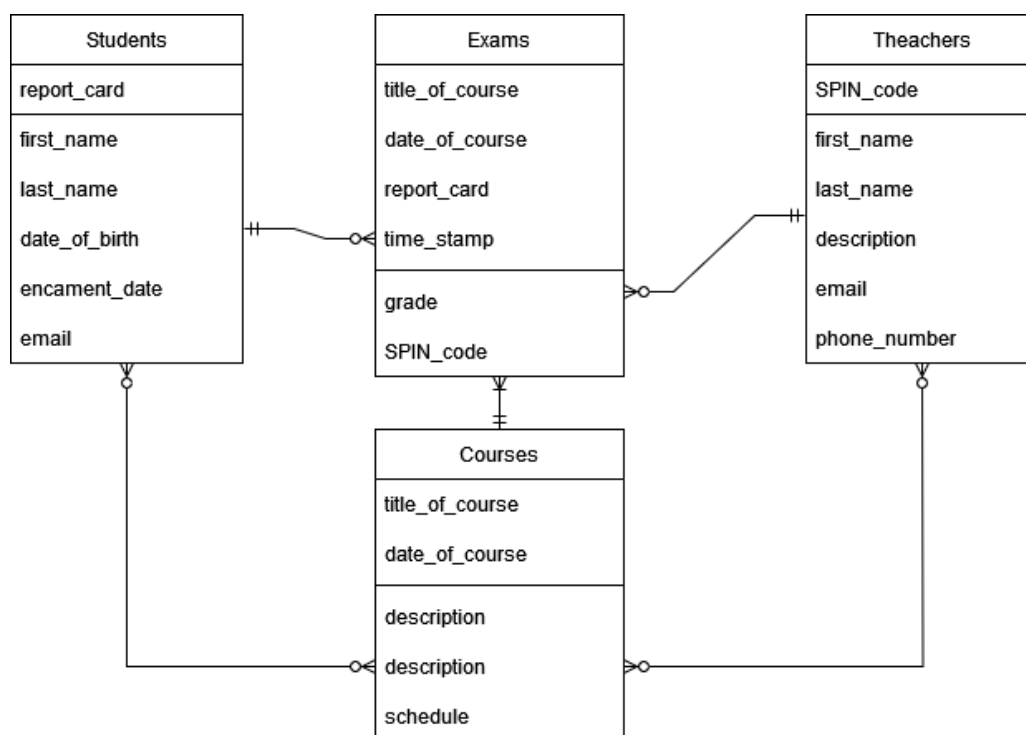 Students
report_card
first_name
last_name
date_of_birth
encament_date
email
Exams
title_of_course
date_of_course
report_card
time_stamp
grade
SPIN_code
Theachers
SPIN_code
first_name
last_name
description
email
phone_number
Courses
title_of_course
date_of_course
description
description
schedule